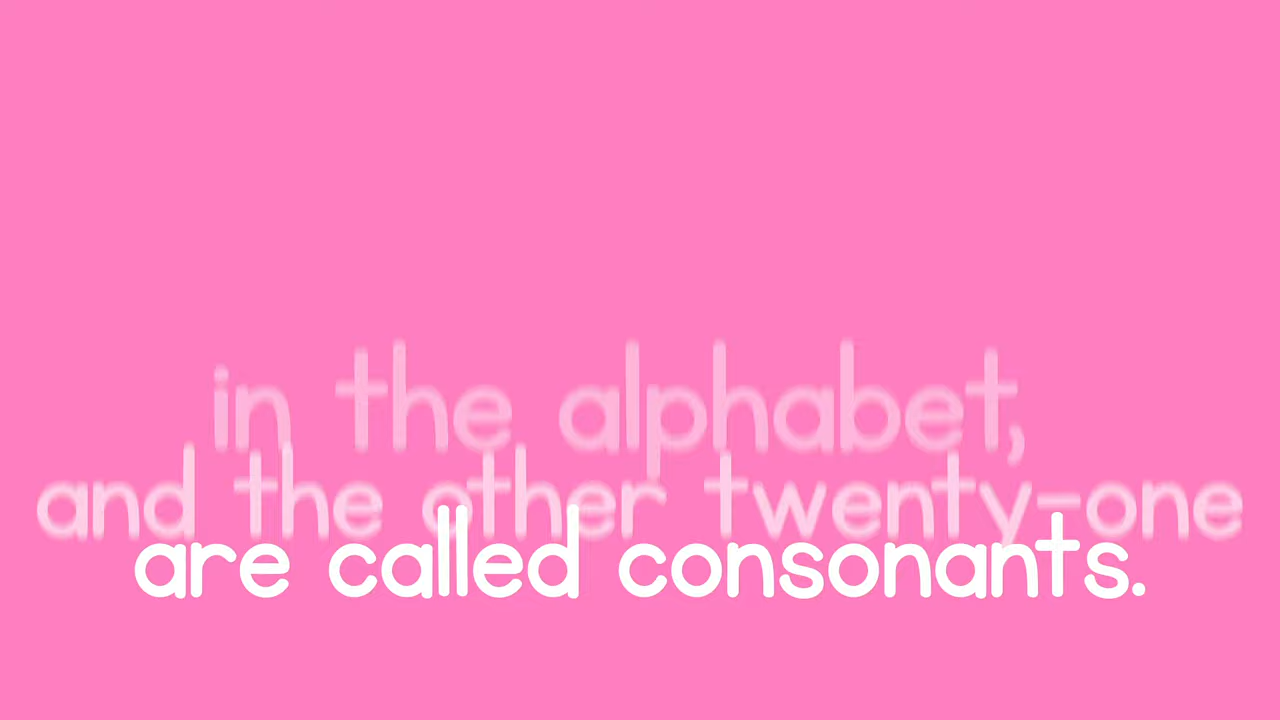 in the alphabet,
and the other twenty-one
are called consonants.